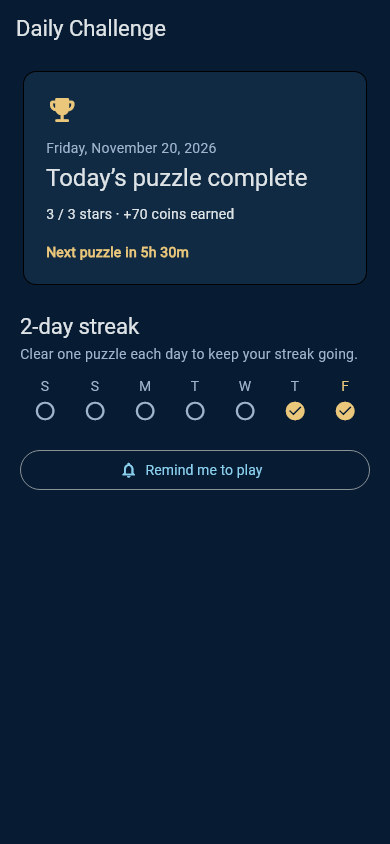 Daily Challenge
Friday, November 20, 2026
Today’s puzzle complete
3 / 3 stars · +70 coins earned
Next puzzle in 5h 30m
2-day streak
Clear one puzzle each day to keep your streak going.
S S M T W T F
Remind me to play